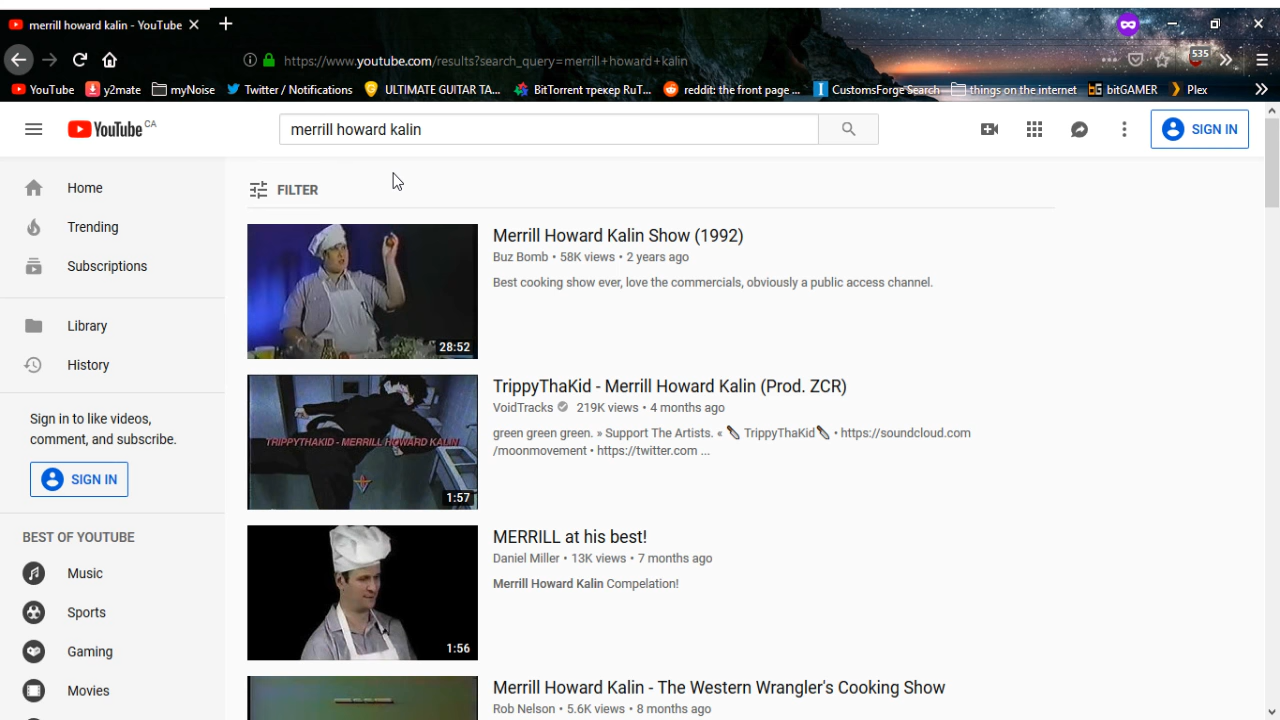 merrill howard kalin - YouTube
535
https://www.youtube.com/results?search_query=merrill+howard+kalin
YouTube y2mate myNoise Twitter / Notifications ULTIMATE GUITAR TA... BitTorrent трекер RuT... reddit: the front page ... CustomsForge Search things on the internet bitGAMER Plex
YouTube CA
merrill howard kalin
SIGN IN
Home
Trending
Subscriptions
Library
History
Sign in to like videos,
comment, and subscribe.
SIGN IN
BEST OF YOUTUBE
Music
Sports
Gaming
Movies
FILTER
28:52
Merrill Howard Kalin Show (1992)
Buz Bomb • 58K views • 2 years ago
Best cooking show ever, love the commercials, obviously a public access channel.
TRIPPYTHAKID - MERRILL HOWARD KALIN
1:57
TrippyThaKid - Merrill Howard Kalin (Prod. ZCR)
VoidTracks 219K views • 4 months ago
green green green. » Support The Artists. « TrippyThaKid • https://soundcloud.com
/moonmovement • https://twitter.com ...
1:56
MERRILL at his best!
Daniel Miller • 13K views • 7 months ago
Merrill Howard Kalin Compelation!
Merrill Howard Kalin - The Western Wrangler's Cooking Show
Rob Nelson • 5.6K views • 8 months ago